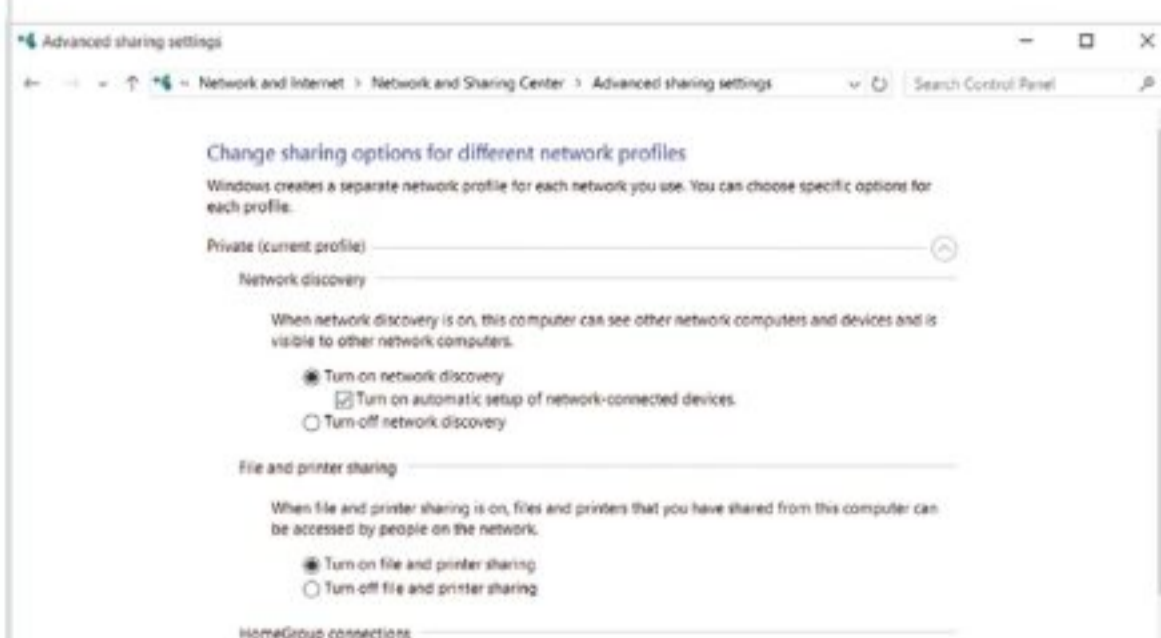 Advanced sharing settings
Network and Internet > Network and Sharing Center > Advanced sharing settings
Search Control Panel
Change sharing options for different network profiles
Windows creates a separate network profile for each network you use. You can choose specific options for
each profile.
Private (current profile)
Network discovery
When network discovery is on, this computer can see other network computers and devices and is
visible to other network computers.
Turn on network discovery
Turn on automatic setup of network-connected devices.
Turn off network discovery
File and printer sharing
When file and printer sharing is on, files and printers that you have shared from this computer can
be accessed by people on the network.
Turn on file and printer sharing
Turn off file and printer sharing
HomeGroup connections